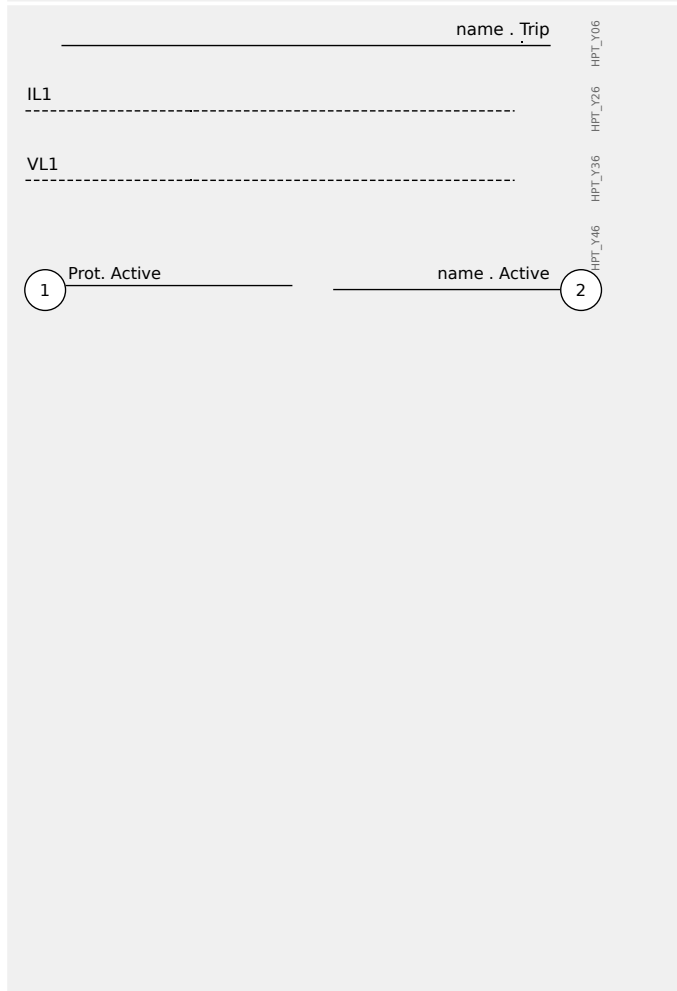 name . Trip
HPT_Y06
IL1
HPT_Y26
VL1
HPT_Y36
HPT_Y46
1
Prot. Active
name . Active
2